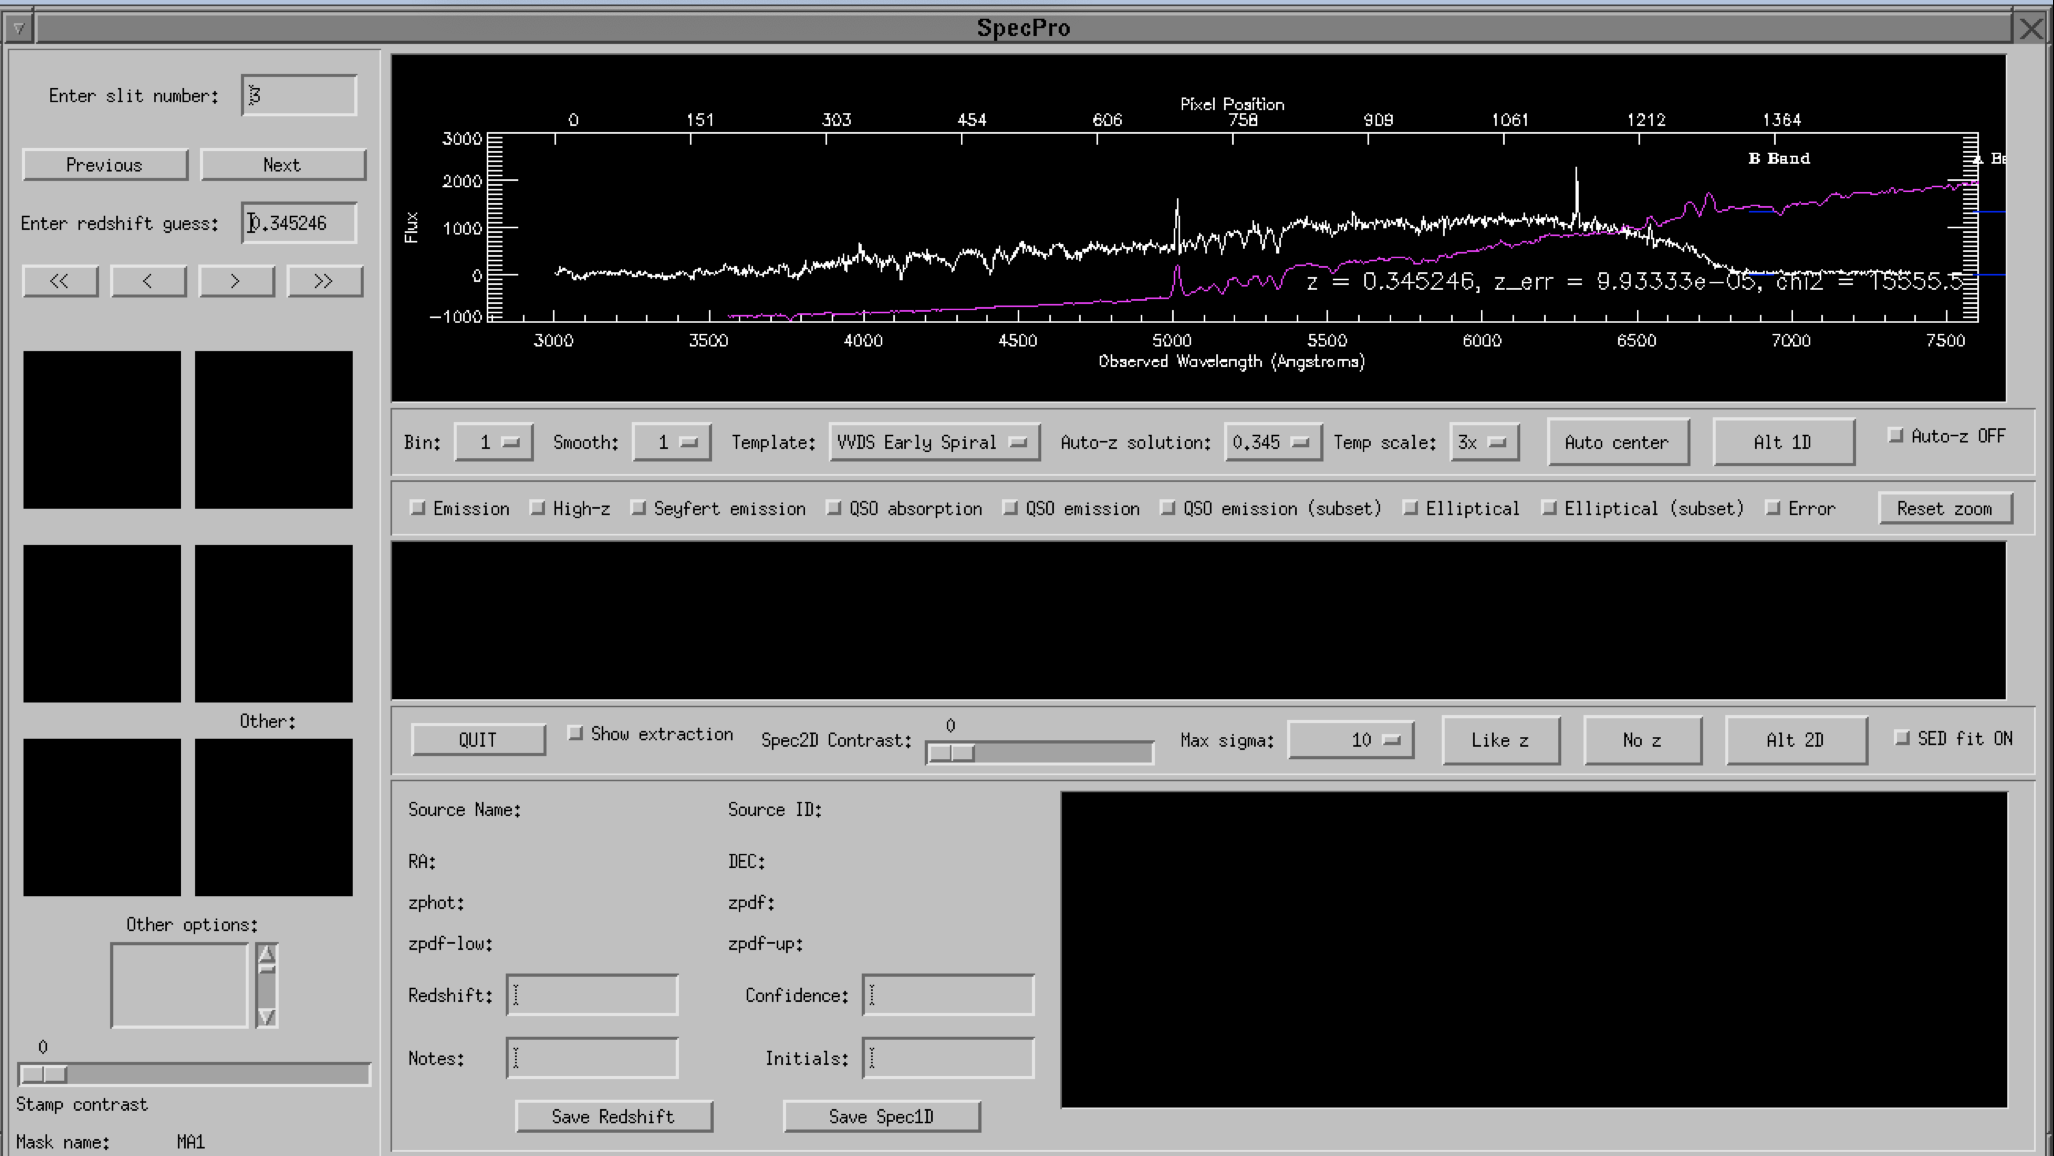 SpecPro
Enter slit number: 3
Previous Next
Enter redshift guess: 0.345246
<< < > >>
Pixel Position
0 151 303 454 606 758 909 1061 1212 1364
3000
2000
1000
0
-1000
Flux
B Band
A Ba
z = 0.345246, z_err = 9.93333e-05, chi2 = 15555.5
3000 3500 4000 4500 5000 5500 6000 6500 7000 7500
Observed Wavelength (Angstroms)
Bin: 1 Smooth: 1 Template: VVDS Early Spiral Auto-z solution: 0.345 Temp scale: 3x Auto center Alt 1D Auto-z OFF
Emission High-z Seyfert emission QSO absorption QSO emission QSO emission (subset) Elliptical Elliptical (subset) Error Reset zoom
Other:
QUIT Show extraction Spec2D Contrast: 0 Max sigma: 10 Like z No z Alt 2D SED fit ON
Source Name: Source ID:
RA: DEC:
zphot: zpdf:
zpdf-low: zpdf-up:
Redshift: Confidence:
Notes: Initials:
Save Redshift Save Spec1D
Other options:
0
Stamp contrast
Mask name: MA1